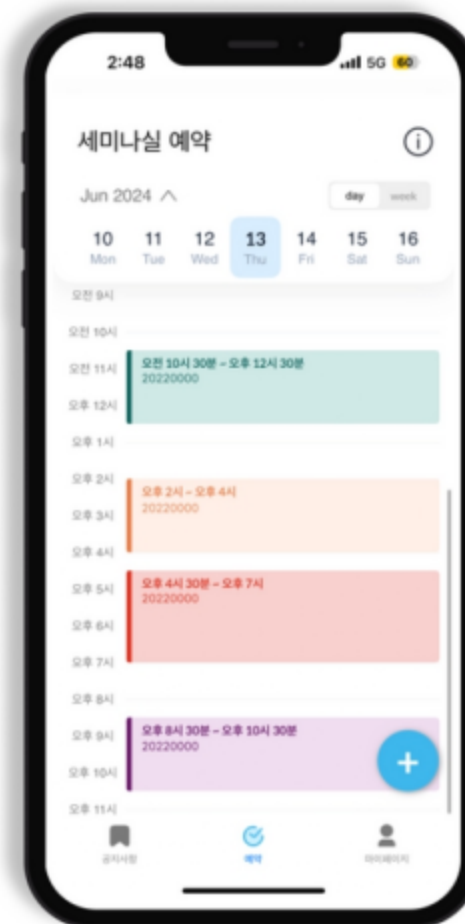 2:48
5G 60
세미나실 예약
Jun 2024
day week
10 11 12 13 14 15 16
Mon Tue Wed Thu Fri Sat Sun
오전 9시
오전 10시
오전 11시
오전 10시 30분 ~ 오후 12시 30분
20220000
오후 12시
오후 1시
오후 2시
오후 2시 ~ 오후 4시
20220000
오후 3시
오후 4시
오후 4시 30분 ~ 오후 7시
20220000
오후 5시
오후 6시
오후 7시
오후 8시
오후 8시 30분 ~ 오후 10시 30분
20220000
오후 9시
오후 10시
+
오후 11시
공지사항 예약 마이페이지